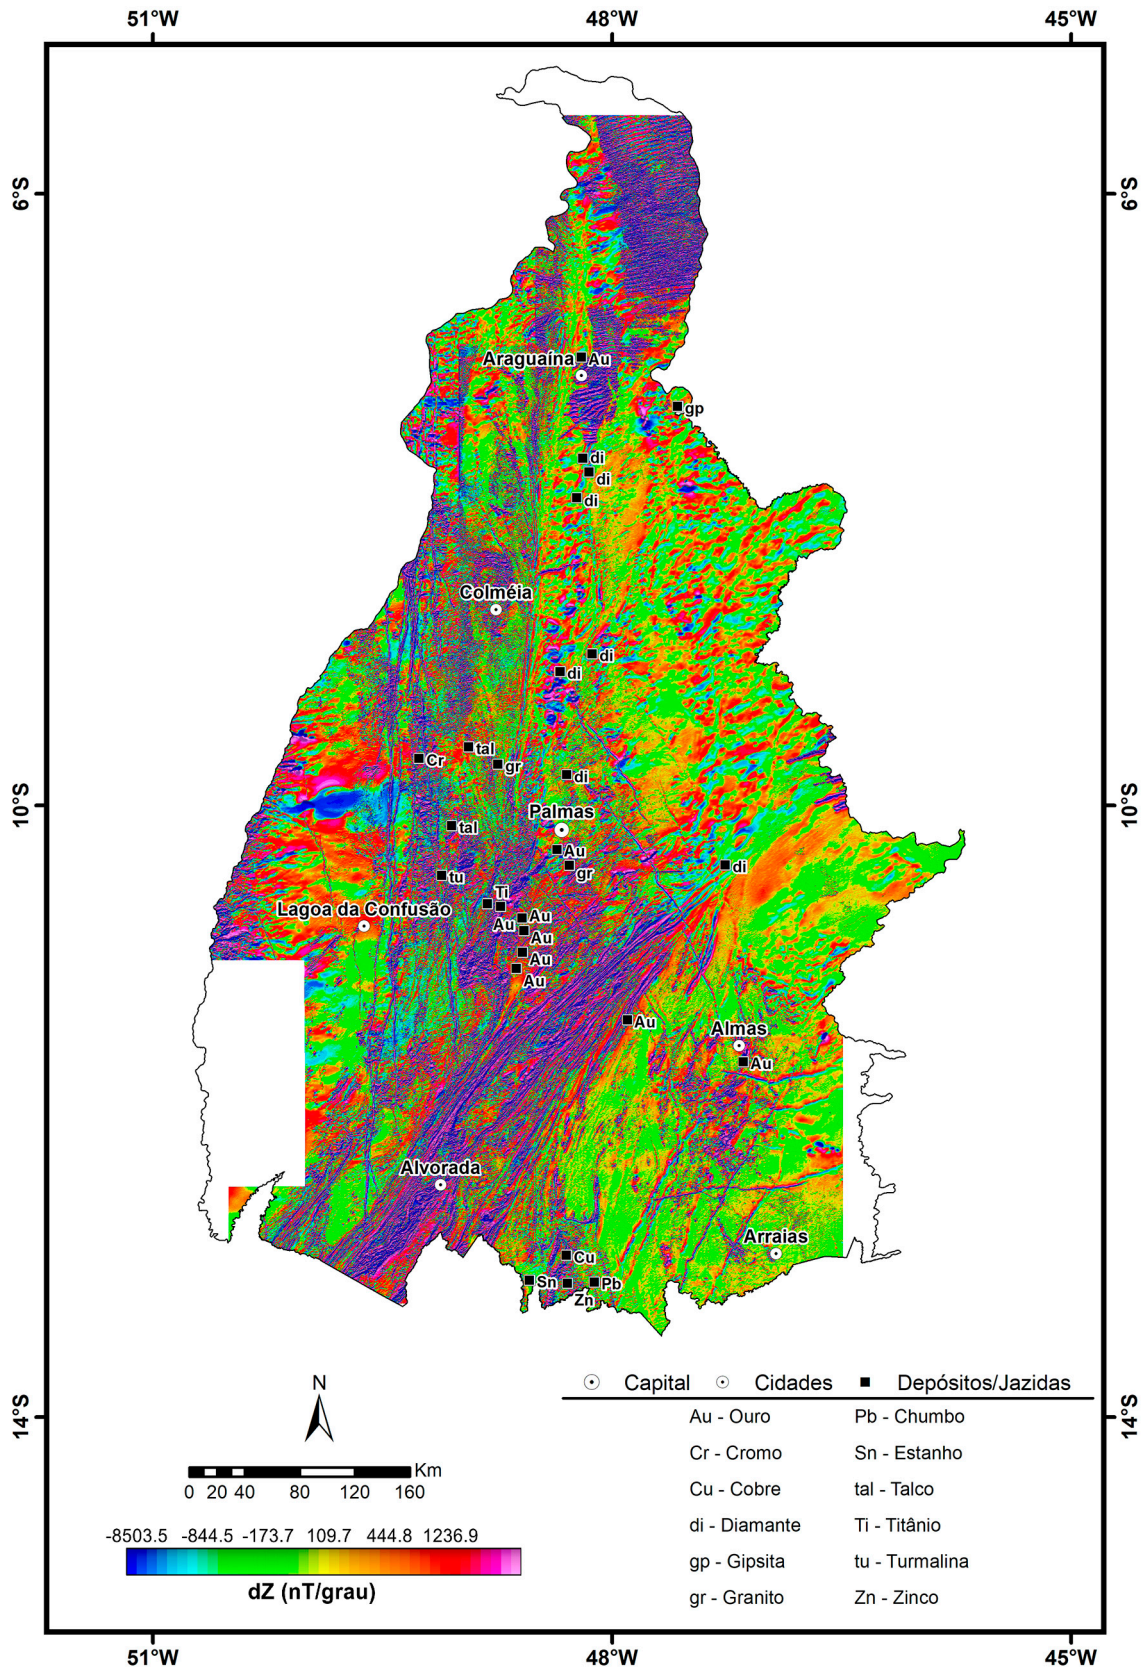 51°W 48°W 45°W
6°S 6°S
Araguaína Au
gp
di
di
di
Colméia
di
di
tal
Cr gr
di
10°S 10°S
Palmas
tal
Au
gr di
tu
Ti
Lagoa da Confusão Au
Au
Au
Au
Au
Au
Almas
Au
Alvorada
Arraias
Cu
Sn Pb
Zn
N
Capital Cidades Depósitos/Jazidas
Au - Ouro Pb - Chumbo
14°S 14°S
Cr - Cromo Sn - Estanho
Km
0 20 40 80 120 160
Cu - Cobre tal - Talco
di - Diamante Ti - Titânio
-8503.5 -844.5 -173.7 109.7 444.8 1236.9
gp - Gipsita tu - Turmalina
dZ (nT/grau)
gr - Granito Zn - Zinco
51°W 48°W 45°W